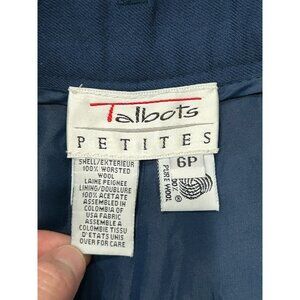 Talbots
PETITES
SHELL/EXTERIEUR
100% WORSTED
WOOL
LAINE PEIGNEE
LINING/DOUBLURE
100% ACETATE
ASSEMBLED IN
COLOMBIA OF
USA FABRIC
ASSEMBLE A
COLOMBIE TISSU
D'ETATS UNIS
OVER FOR CARE
6P
PURE WOOL